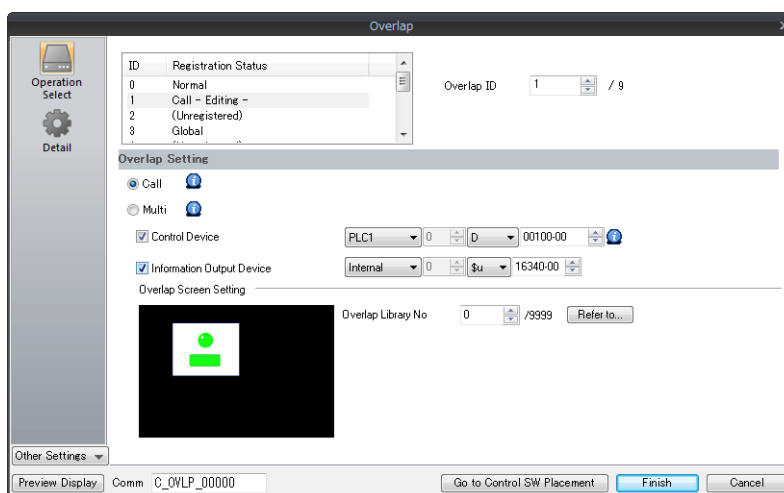 Overlap
Operation
Select
Detail
ID Registration Status
0 Normal
1 Call - Editing -
2 (Unregistered)
3 Global
Overlap ID 1 / 9
Overlap Setting
Call
Multi
Control Device PLC1 0 D 00100-00
Information Output Device Internal 0 $u 16340-00
Overlap Screen Setting
Overlap Library No 0 /9999 Refer to...
Other Settings
Preview Display Comm C_OVLP_00000 Go to Control SW Placement Finish Cancel